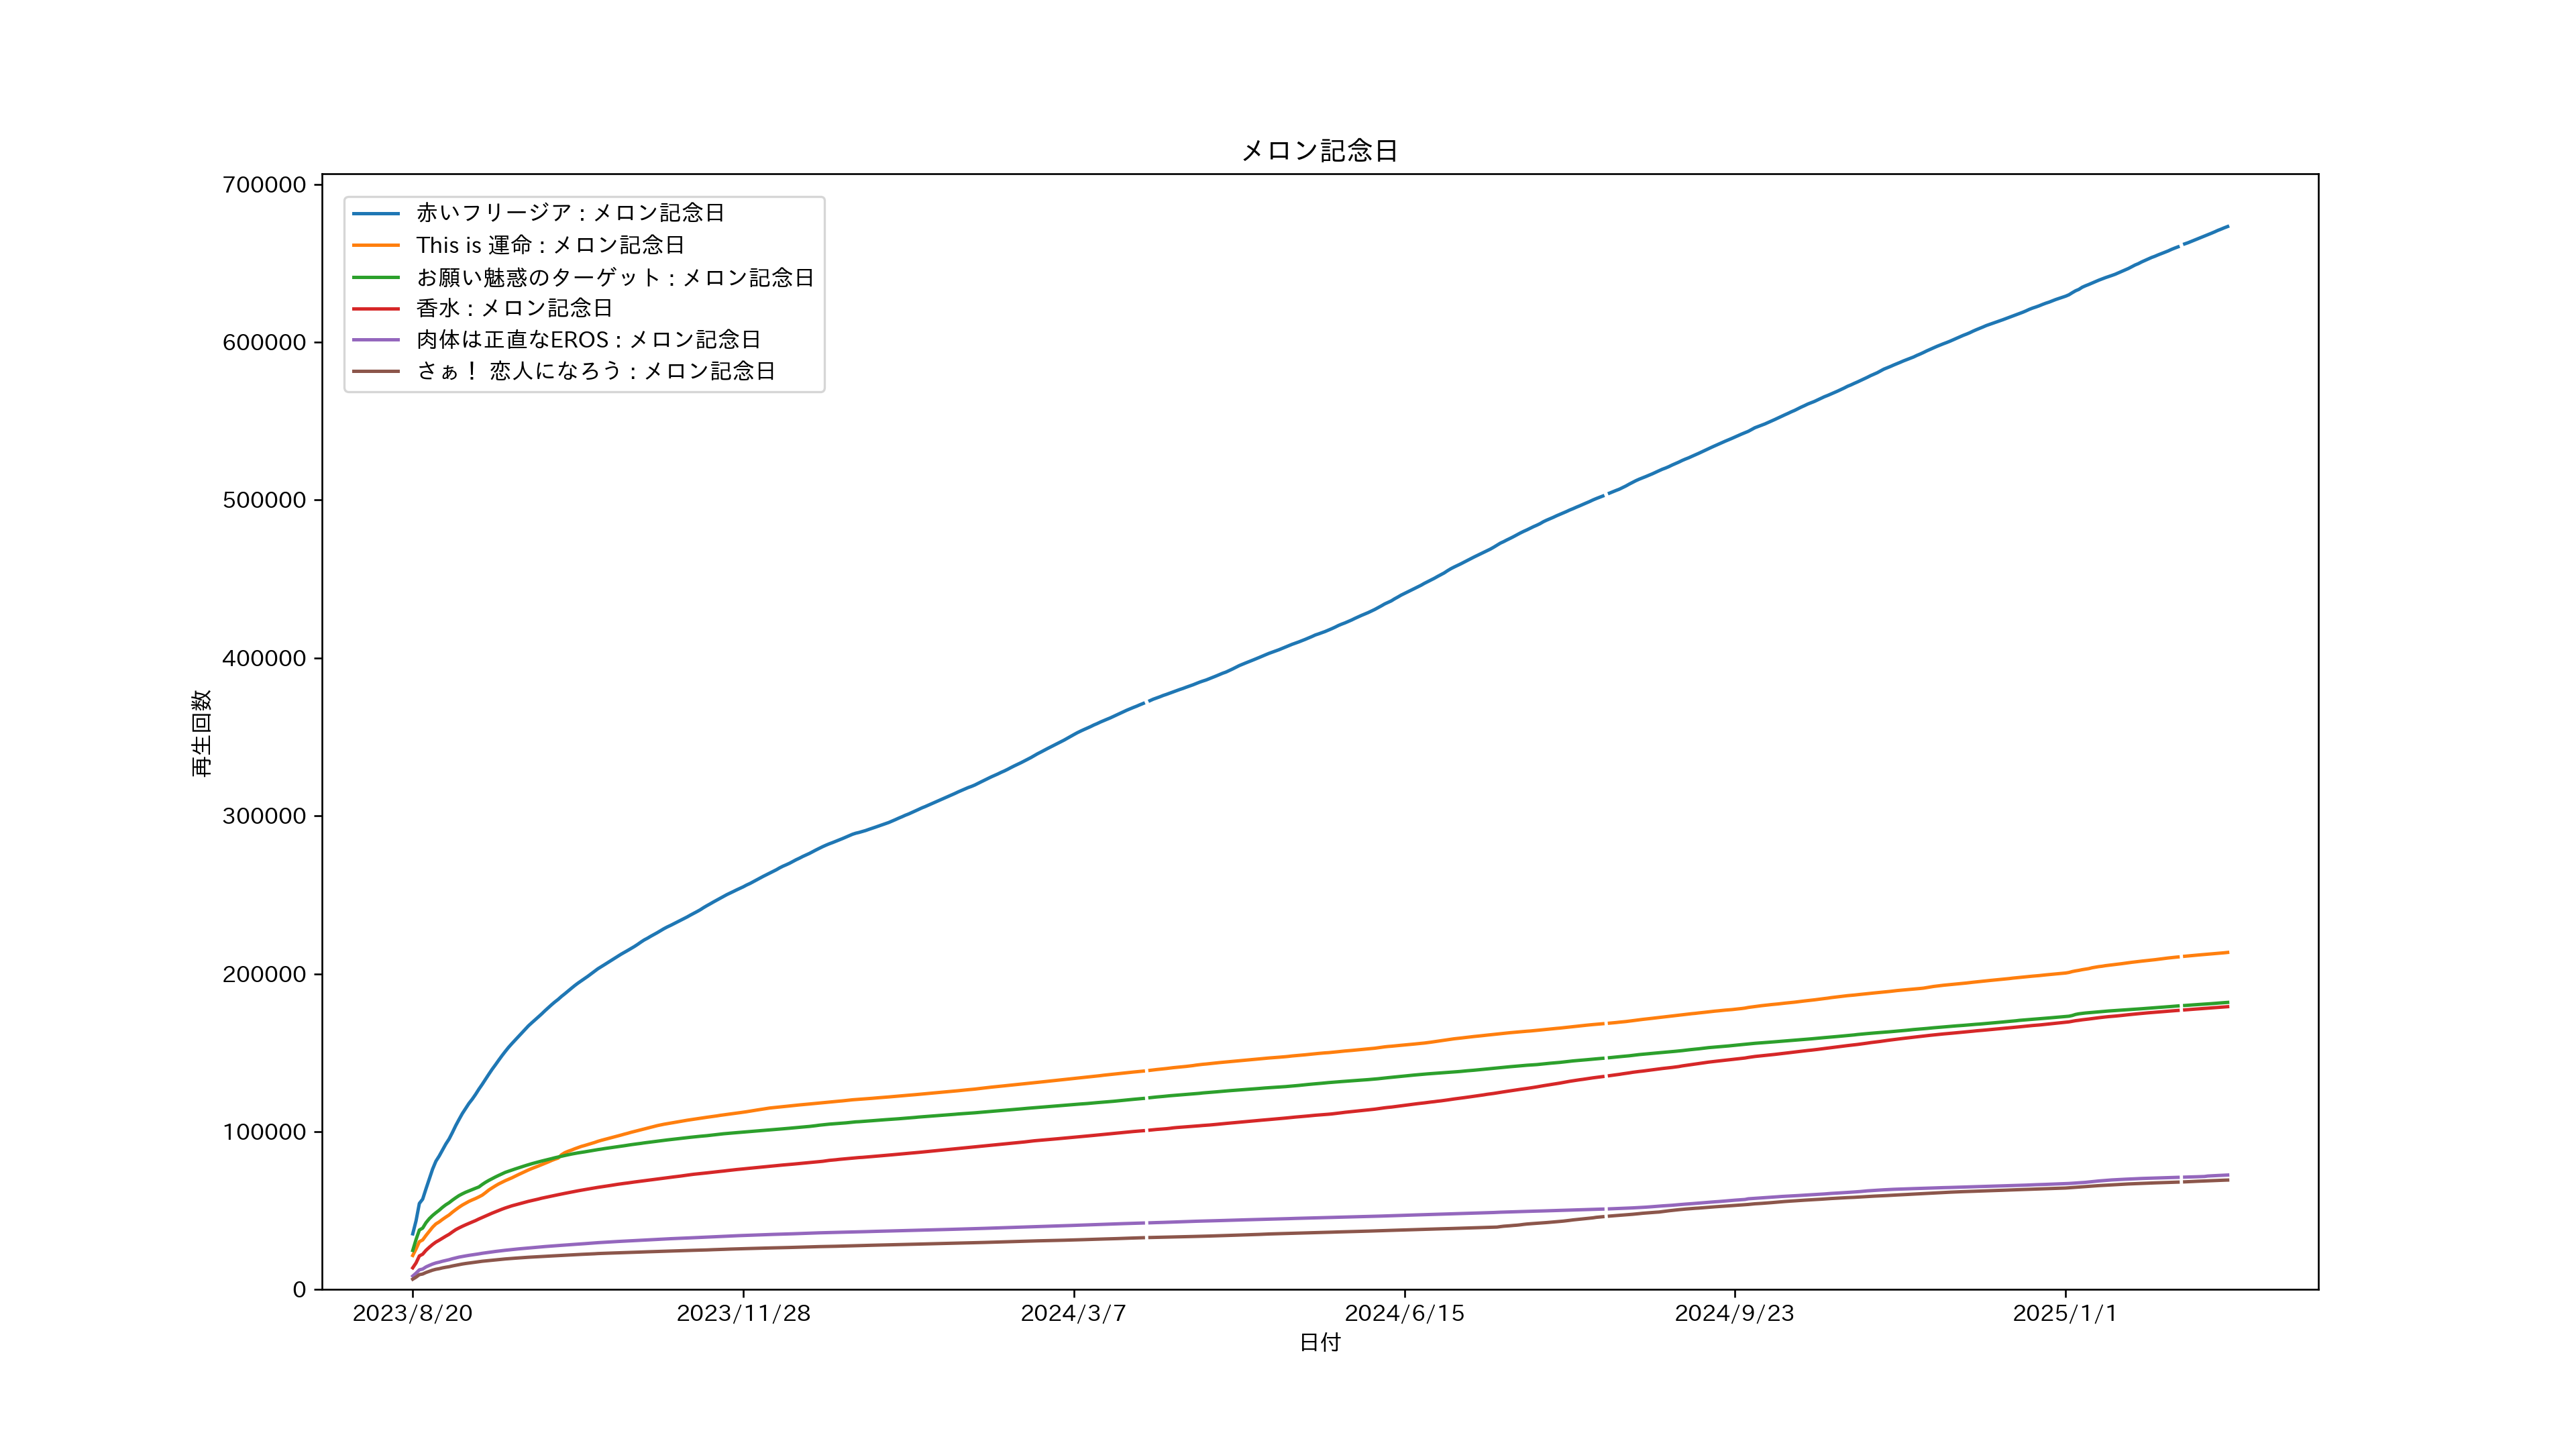 メロン記念日
700000
600000
500000
400000
300000
200000
100000
0
再生回数
赤いフリージア : メロン記念日
This is 運命 : メロン記念日
お願い魅惑のターゲット : メロン記念日
香水 : メロン記念日
肉体は正直なEROS : メロン記念日
さぁ！ 恋人になろう : メロン記念日
2023/8/20
2023/11/28
2024/3/7
2024/6/15
2024/9/23
2025/1/1
日付